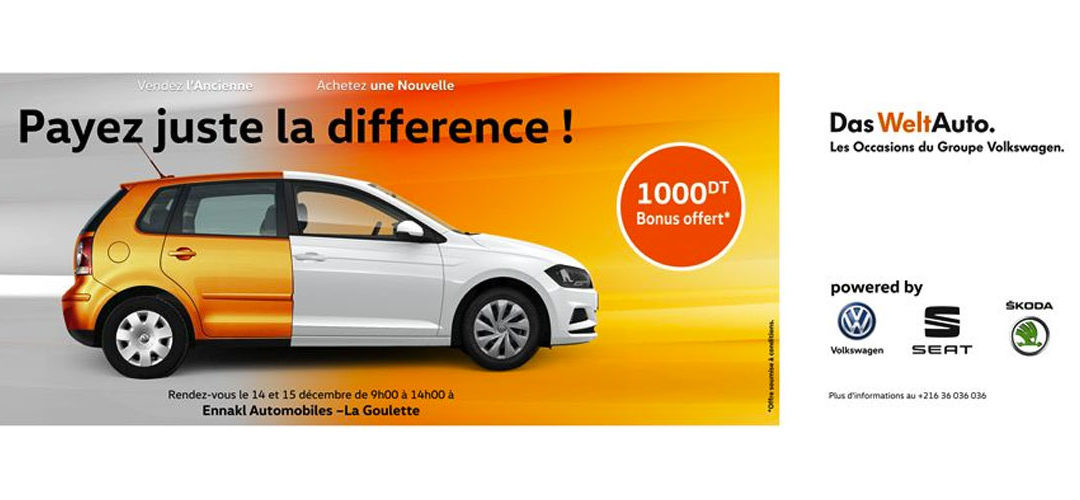 Vendez l'Ancienne
Achetez une Nouvelle
Payez juste la difference !
1000DT
Bonus offert*
*Offre soumise à conditions.
Rendez-vous le 14 et 15 décembre de 9h00 à 14h00 à
Ennakl Automobiles –La Goulette
Das WeltAuto.
Les Occasions du Groupe Volkswagen.
powered by
Volkswagen
SEAT
ŠKODA
Plus d'informations au +216 36 036 036